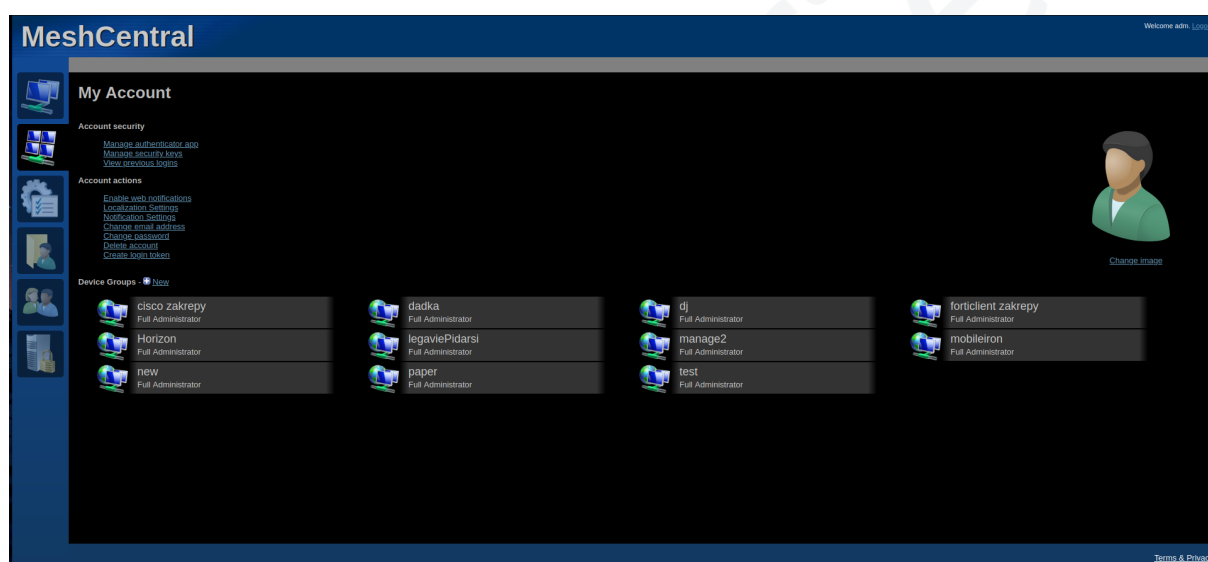 MeshCentral
Welcome adm.
My Account
Account security
Manage authenticator app
Manage security keys
View previous logins
Account actions
Enable web notifications
Localization Settings
Notification Settings
Change email address
Change password
Delete account
Create login token
Change image
Device Groups - New
cisco zakrepy
Full Administrator
dadka
Full Administrator
dj
Full Administrator
forticlient zakrepy
Full Administrator
Horizon
Full Administrator
legaviePidarsi
Full Administrator
manage2
Full Administrator
mobileiron
Full Administrator
new
Full Administrator
paper
Full Administrator
test
Full Administrator
Terms &